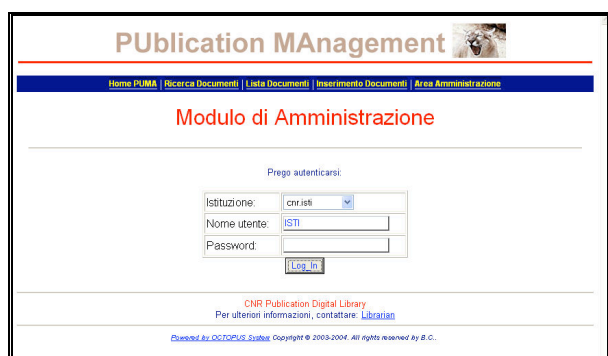 PUblication MAnagement
Home PUMA | Ricerca Documenti | Lista Documenti | Inserimento Documenti | Area Amministrazione
Modulo di Amministrazione
Prego autenticarsi:
Istituzione: cnr.isti
Nome utente: ISTI
Password:
Log_In
CNR Publication Digital Library
Per ulteriori informazioni, contattare: Librarian
Powered by OCTOPUS System Copyright © 2003-2004. All rights reserved by B.C..